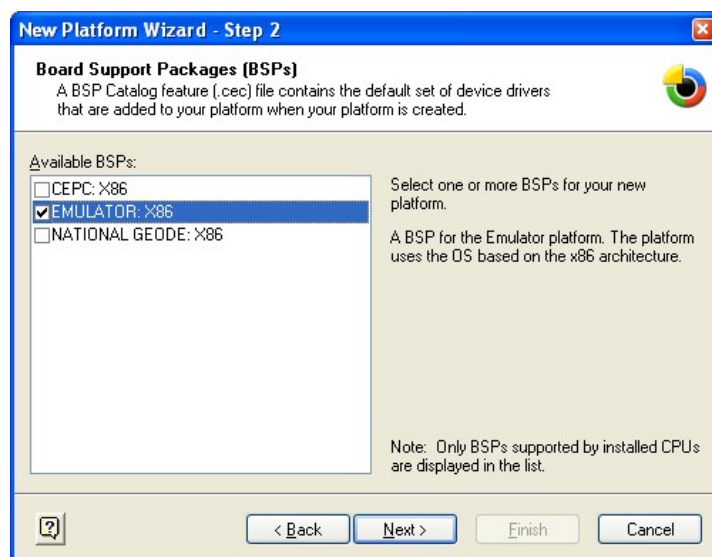 New Platform Wizard - Step 2
Board Support Packages (BSPs)
A BSP Catalog feature (.cec) file contains the default set of device drivers
that are added to your platform when your platform is created.
Available BSPs:
CEPC: X86
EMULATOR: X86
NATIONAL GEODE: X86
Select one or more BSPs for your new
platform.
A BSP for the Emulator platform. The platform
uses the OS based on the x86 architecture.
Note: Only BSPs supported by installed CPUs
are displayed in the list.
?
< Back
Next >
Finish
Cancel